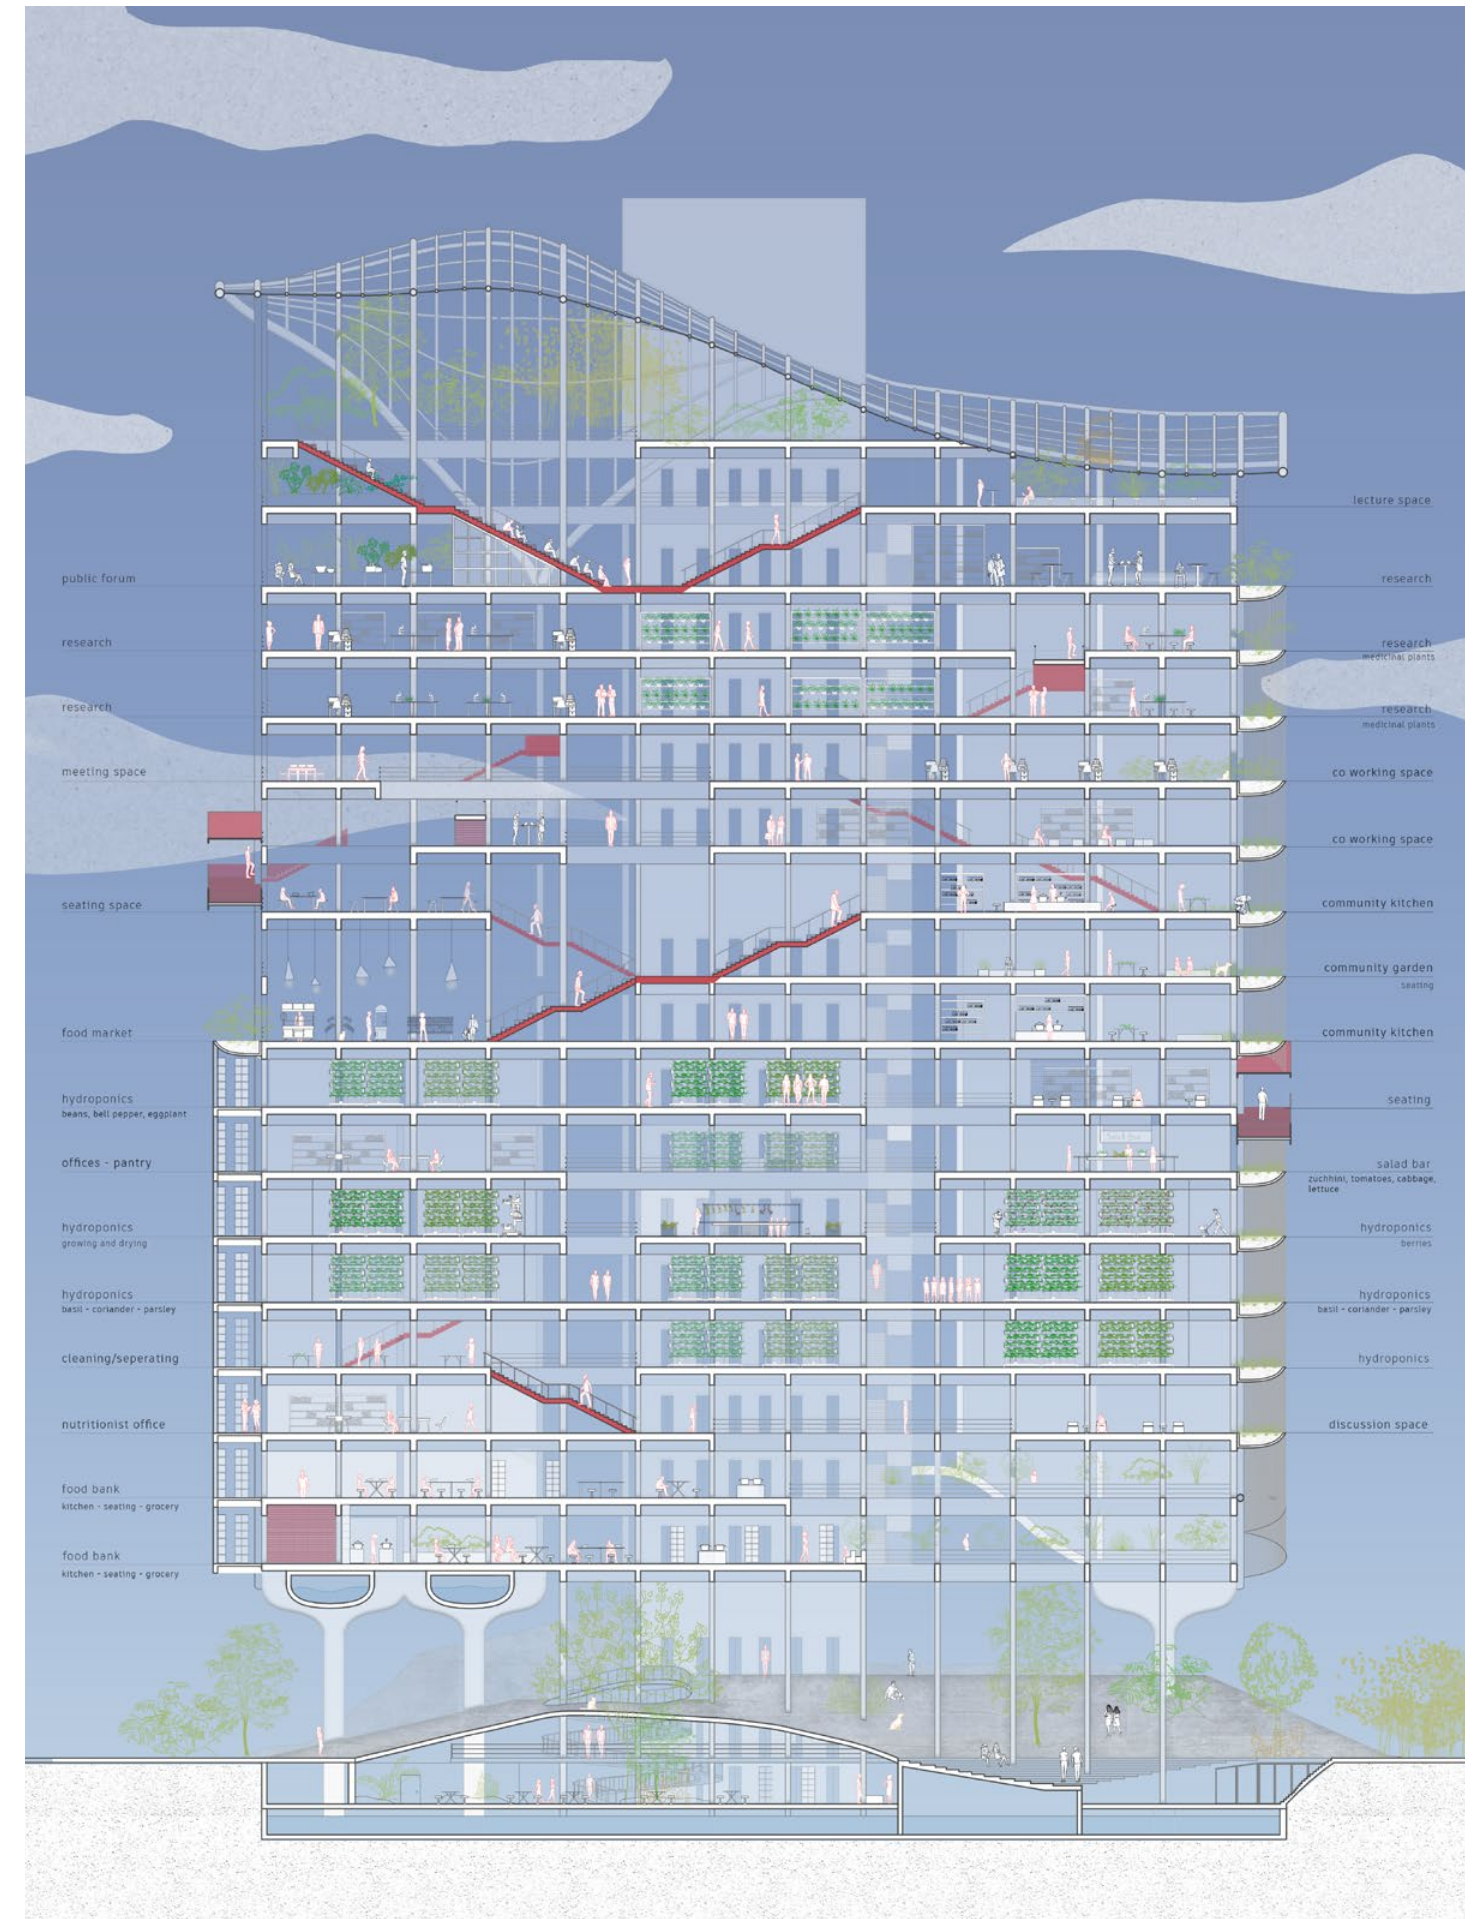 lecture space
public forum
research
research
research
medicinal plants
research
research
medicinal plants
meeting space
co working space
co working space
seating space
community kitchen
community garden
seating
food market
community kitchen
hydroponics
beans, bell pepper, eggplant
seating
offices - pantry
salad bar
zuchhini, tomatoes, cabbage,
lettuce
hydroponics
growing and drying
hydroponics
berries
hydroponics
basil - coriander - parsley
hydroponics
basil - coriander - parsley
cleaning/seperating
hydroponics
nutritionist office
discussion space
food bank
kitchen - seating - grocery
food bank
kitchen - seating - grocery